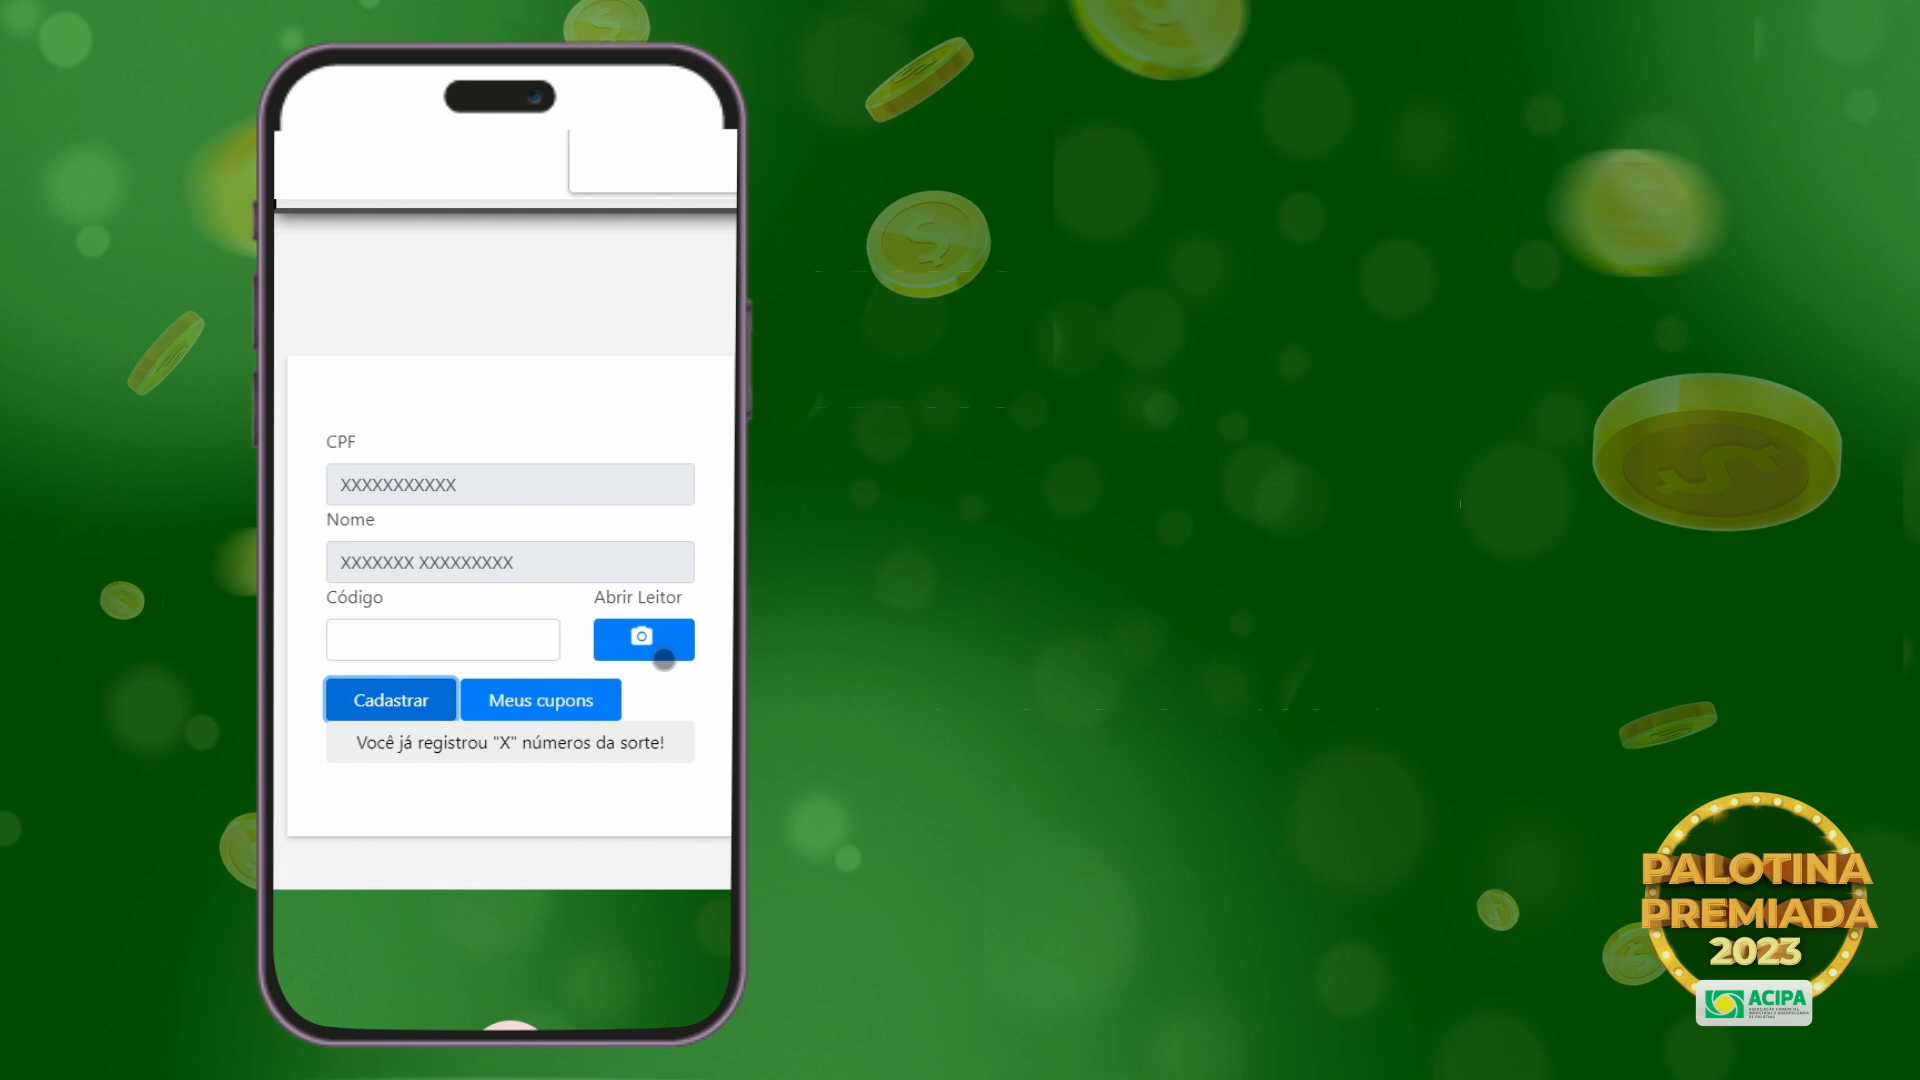 CPF
XXXXXXXXXXX
Nome
XXXXXXX XXXXXXXXX
Código
Abrir Leitor
Cadastrar
Meus cupons
Você já registrou "X" números da sorte!
PALOTINA
PREMIADA
2023
ACIPA